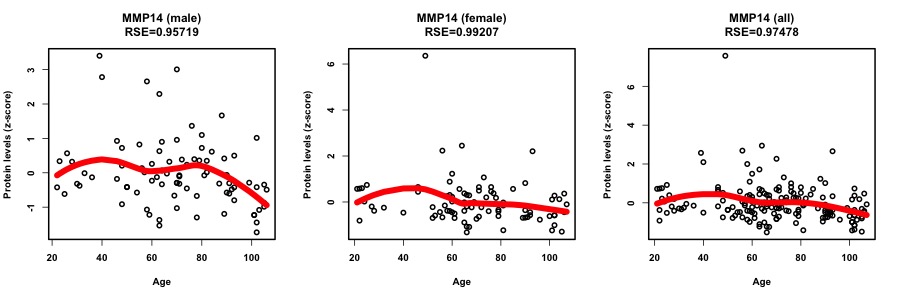 MMP14 (male)
RSE=0.95719
Protein levels (z-score)
3
2
1
0
-1
20
40
60
80
100
Age
MMP14 (female)
RSE=0.99207
Protein levels (z-score)
6
4
2
0
20
40
60
80
100
Age
MMP14 (all)
RSE=0.97478
Protein levels (z-score)
6
4
2
0
20
40
60
80
100
Age